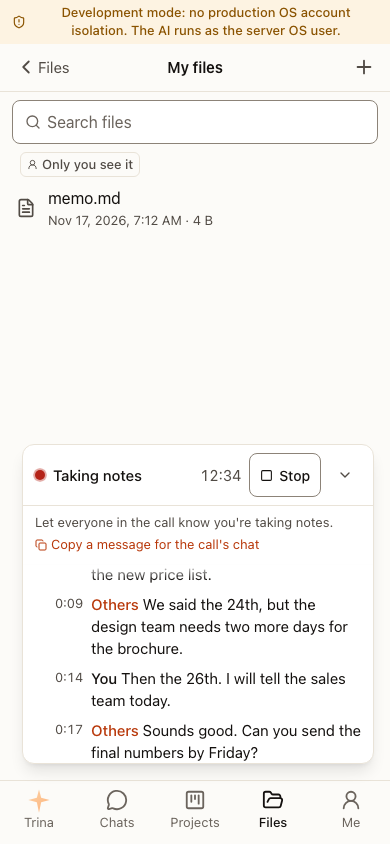 Development mode: no production OS account
isolation. The AI runs as the server OS user.
Files
My files
Search files
Only you see it
memo.md
Nov 17, 2026, 7:12 AM · 4 B
Taking notes
12:34
Stop
Let everyone in the call know you're taking notes.
Copy a message for the call's chat
the new price list.
0:09 Others We said the 24th, but the
design team needs two more days for
the brochure.
0:14 You Then the 26th. I will tell the sales
team today.
0:17 Others Sounds good. Can you send the
final numbers by Friday?
Trina
Chats
Projects
Files
Me